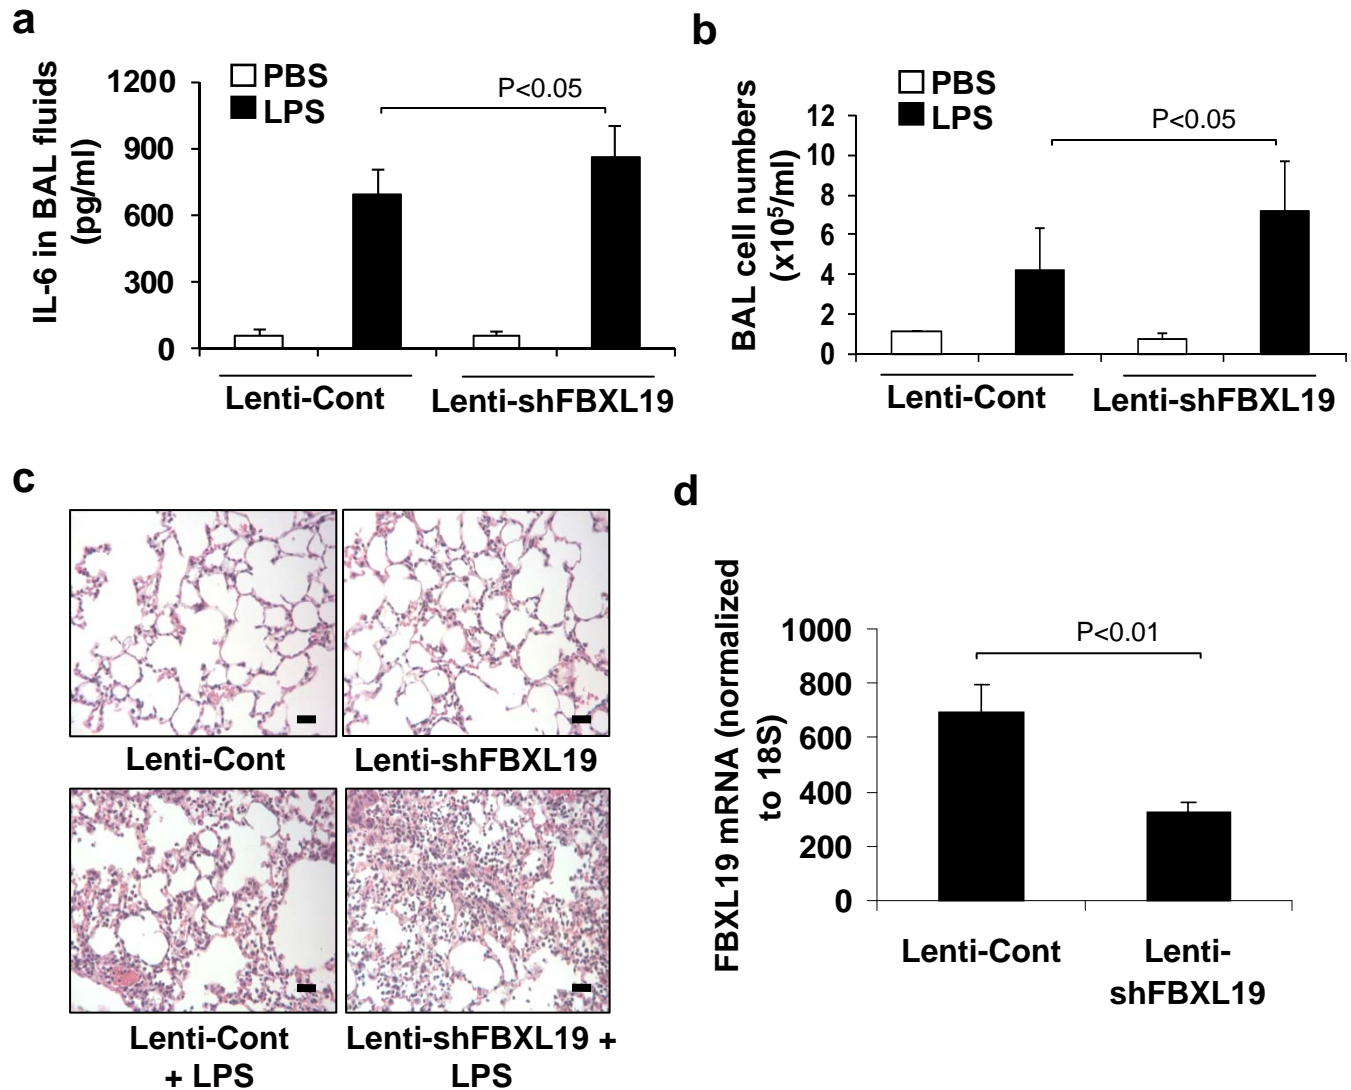 a
IL-6 in BAL fluids
(pg/ml)
PBS
LPS
P<0.05
1200
900
600
300
0
Lenti-Cont
Lenti-shFBXL19
b
BAL cell numbers
(x10⁵/ml)
PBS
LPS
P<0.05
12
10
8
6
4
2
0
Lenti-Cont
Lenti-shFBXL19
c
Lenti-Cont
Lenti-shFBXL19
Lenti-Cont
+ LPS
Lenti-shFBXL19 +
LPS
d
FBXL19 mRNA (normalized
to 18S)
P<0.01
1000
800
600
400
200
0
Lenti-Cont
Lenti-
shFBXL19